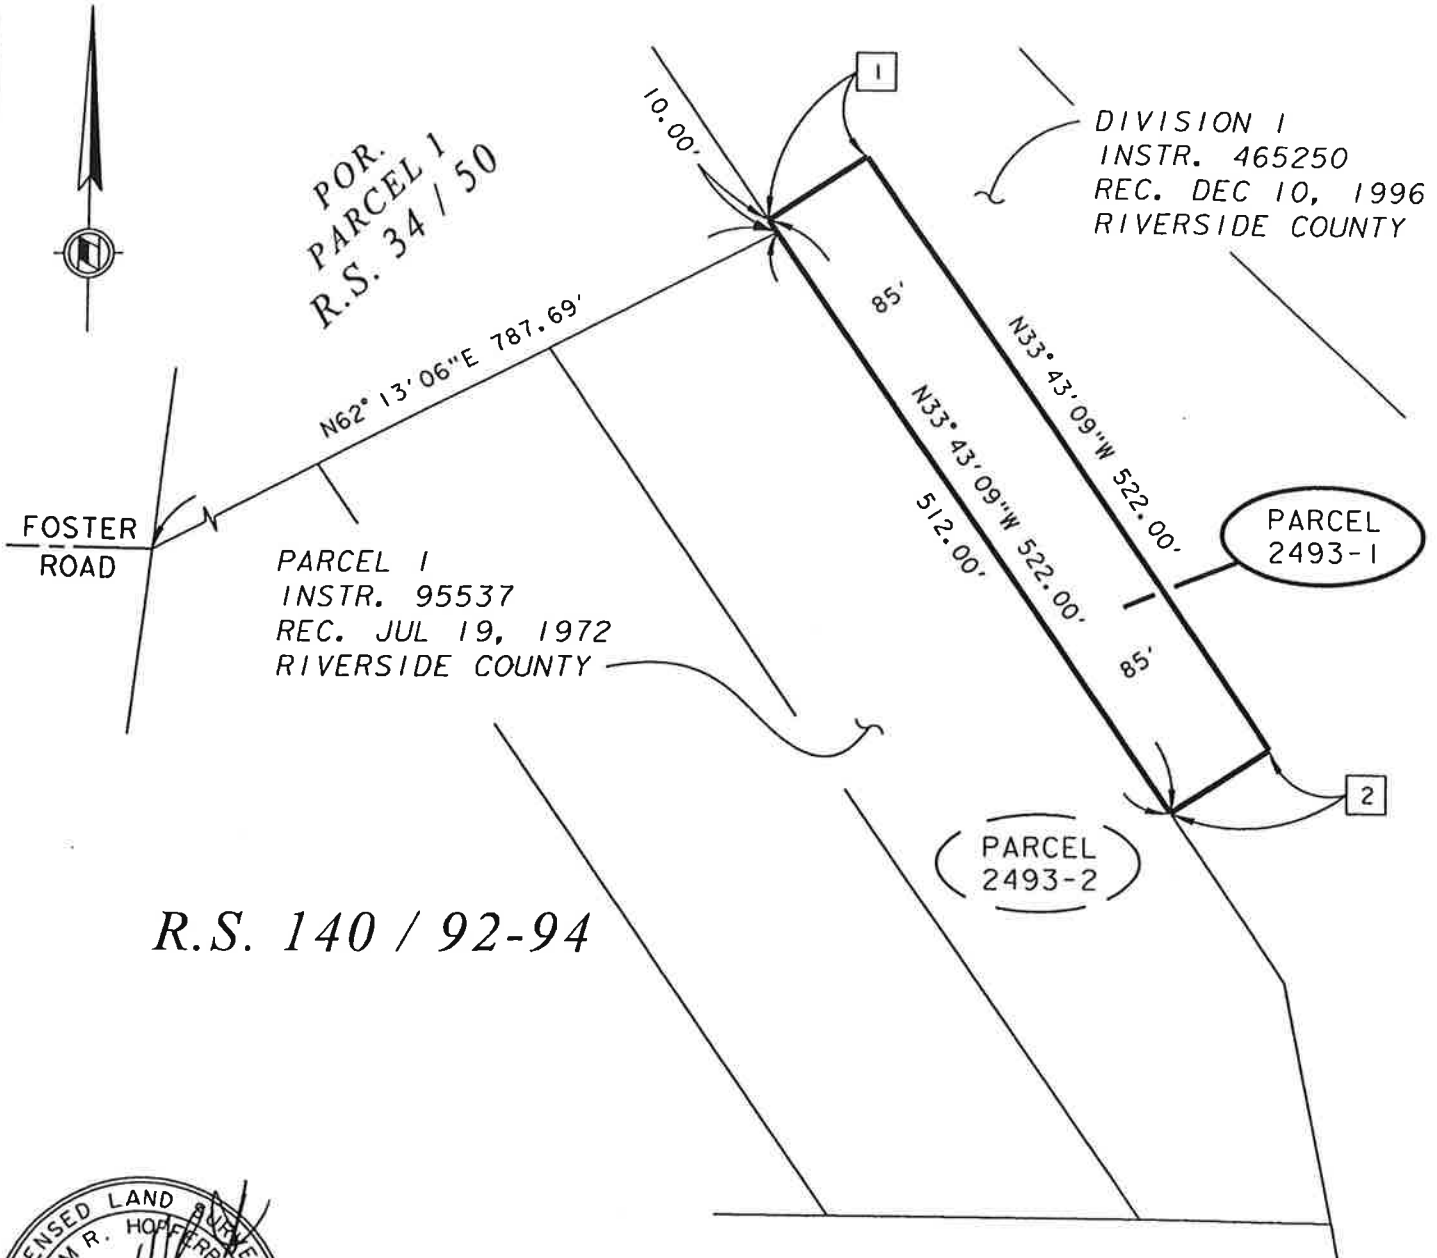 1
10.00'
DIVISION 1
INSTR. 465250
REC. DEC 10, 1996
RIVERSIDE COUNTY
POR.
PARCEL 1
R.S. 34 / 50
85'
N33°43'09"W 522.00'
N62°13'06"E 787.69'
N33°43'09"W 522.00'
512.00'
PARCEL
2493-1
FOSTER
ROAD
PARCEL 1
INSTR. 95537
REC. JUL 19, 1972
RIVERSIDE COUNTY
85'
2
PARCEL
2493-2
R.S. 140 / 92-94
LAND
R.